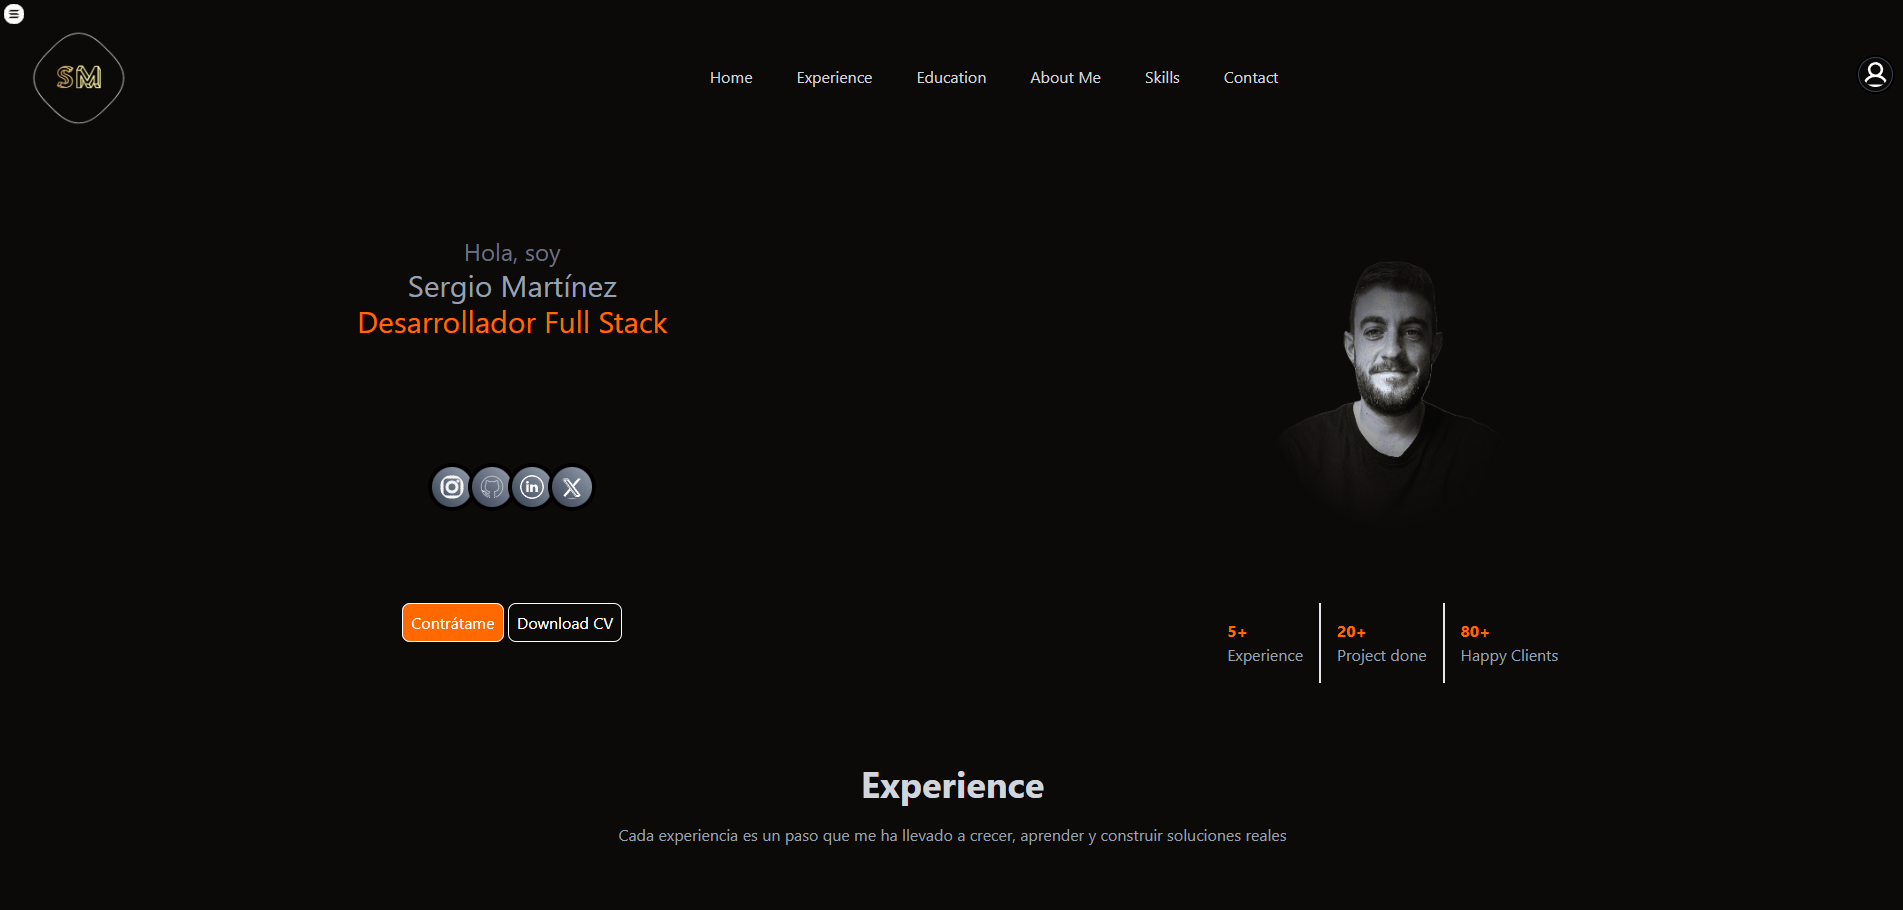 SM
Home Experience Education About Me Skills Contact
Hola, soy
Sergio Martínez
Desarrollador Full Stack
in
X
Contrátame Download CV
5+ 20+ 80+
Experience Project done Happy Clients
Experience
Cada experiencia es un paso que me ha llevado a crecer, aprender y construir soluciones reales